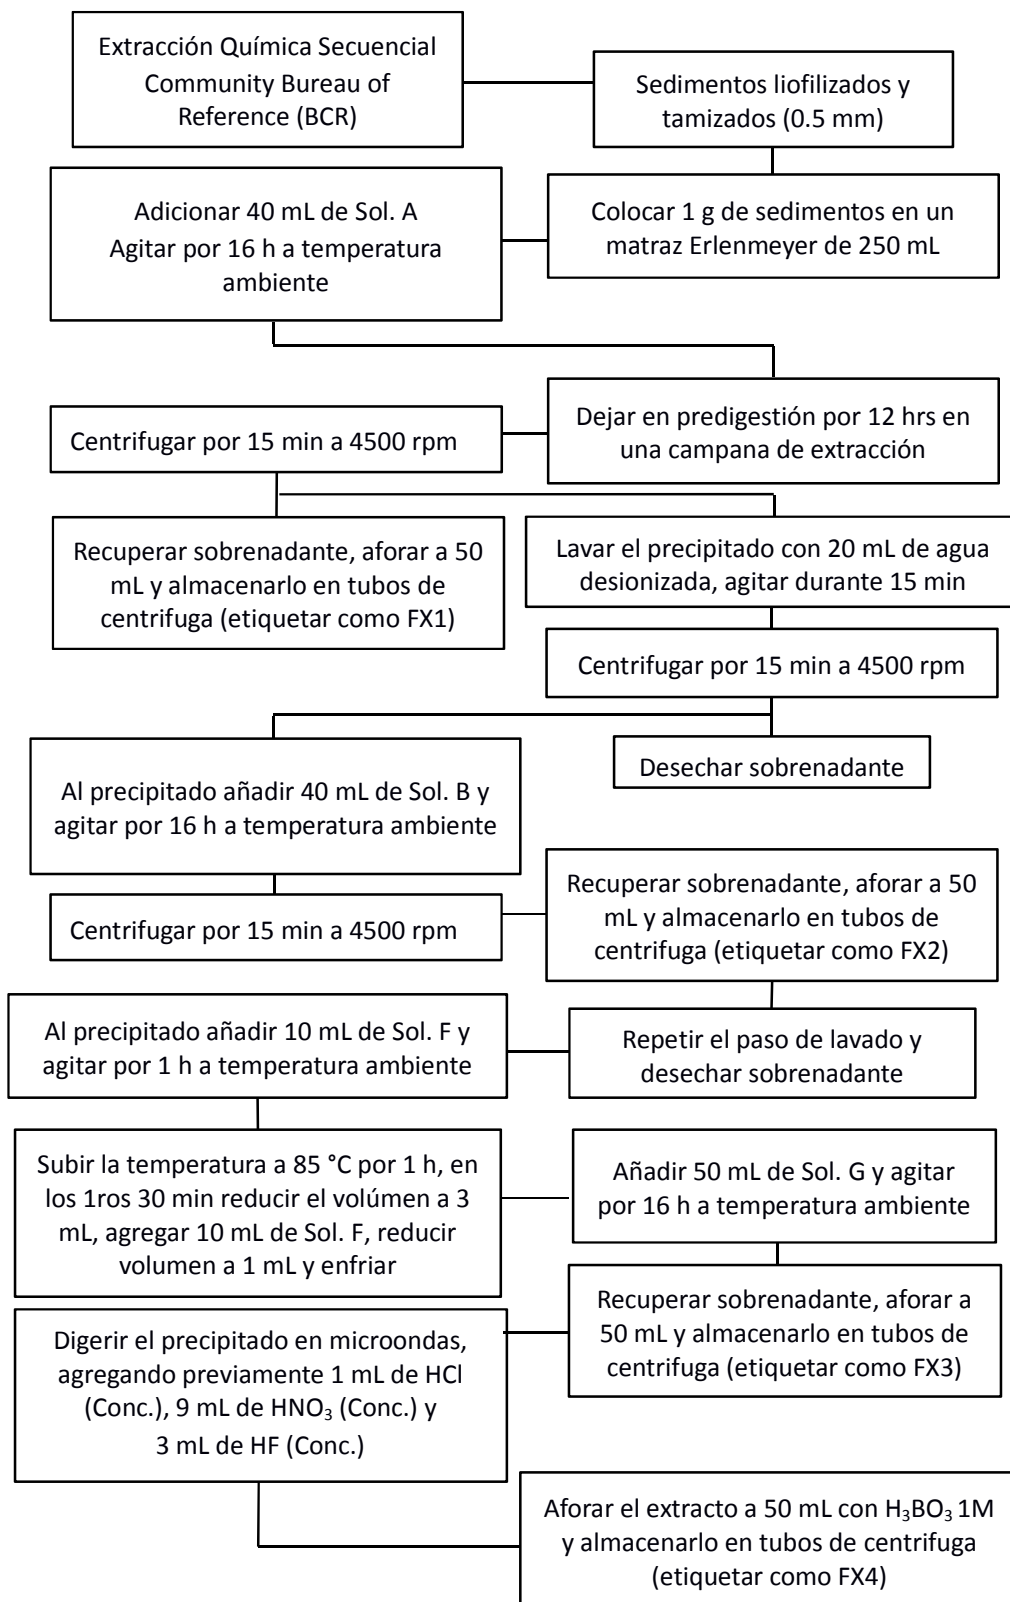 Extracción Química Secuencial
Community Bureau of
Reference (BCR)
Sedimentos liofilizados y
tamizados (0.5 mm)
Colocar 1 g de sedimentos en un
matraz Erlenmeyer de 250 mL
Adicionar 40 mL de Sol. A
Agitar por 16 h a temperatura
ambiente
Dejar en predigestión por 12 hrs en
una campana de extracción
Centrifugar por 15 min a 4500 rpm
Recuperar sobrenadante, aforar a 50
mL y almacenarlo en tubos de
centrifuga (etiquetar como FX1)
Lavar el precipitado con 20 mL de agua
desionizada, agitar durante 15 min
Centrifugar por 15 min a 4500 rpm
Desechar sobrenadante
Al precipitado añadir 40 mL de Sol. B y
agitar por 16 h a temperatura ambiente
Centrifugar por 15 min a 4500 rpm
Recuperar sobrenadante, aforar a 50
mL y almacenarlo en tubos de
centrifuga (etiquetar como FX2)
Repetir el paso de lavado y
desechar sobrenadante
Al precipitado añadir 10 mL de Sol. F y
agitar por 1 h a temperatura ambiente
Subir la temperatura a 85 °C por 1 h, en
los 1ros 30 min reducir el volúmen a 3
mL, agregar 10 mL de Sol. F, reducir
volumen a 1 mL y enfriar
Añadir 50 mL de Sol. G y agitar
por 16 h a temperatura ambiente
Recuperar sobrenadante, aforar a
50 mL y almacenarlo en tubos de
centrifuga (etiquetar como FX3)
Digerir el precipitado en microondas,
agregando previamente 1 mL de HCl
(Conc.), 9 mL de HNO₃ (Conc.) y
3 mL de HF (Conc.)
Aforar el extracto a 50 mL con H₃BO₃ 1M
y almacenarlo en tubos de centrifuga
(etiquetar como FX4)